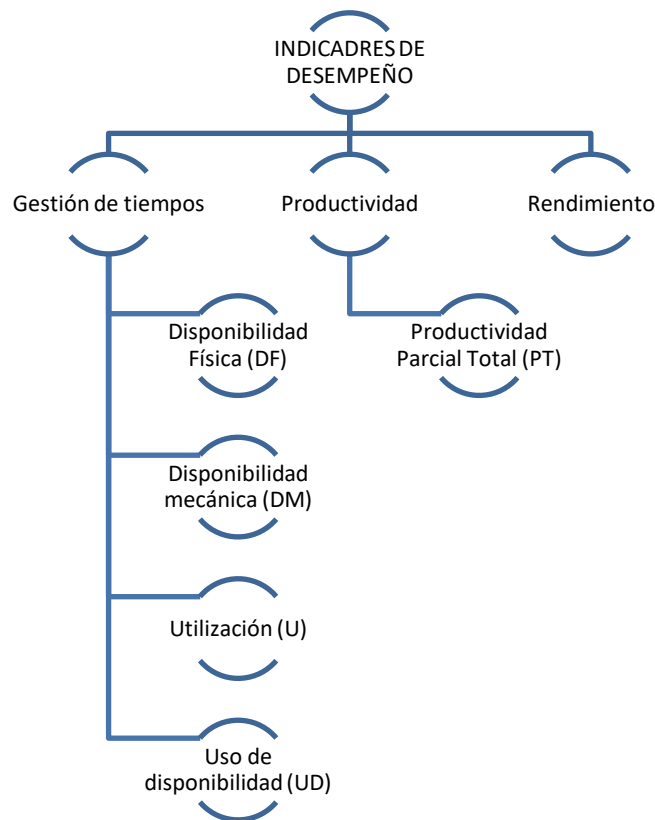 INDICADRES DE
DESEMPEÑO
Gestión de tiempos
Productividad
Rendimiento
Disponibilidad
Física (DF)
Productividad
Parcial Total (PT)
Disponibilidad
mecánica (DM)
Utilización (U)
Uso de
disponibilidad (UD)